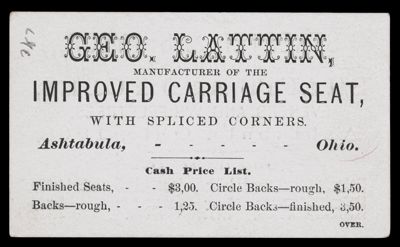 GEO. LATTIN,
MANUFACTURER OF THE
IMPROVED CARRIAGE SEAT,
WITH SPLICED CORNERS.
Ashtabula, - - - - - Ohio.
Cash Price List.
Finished Seats, - - $3,00. Circle Backs—rough, $1,50.
Backs—rough, - - - 1,25. Circle Backs—finished, 3,50.
OVER.